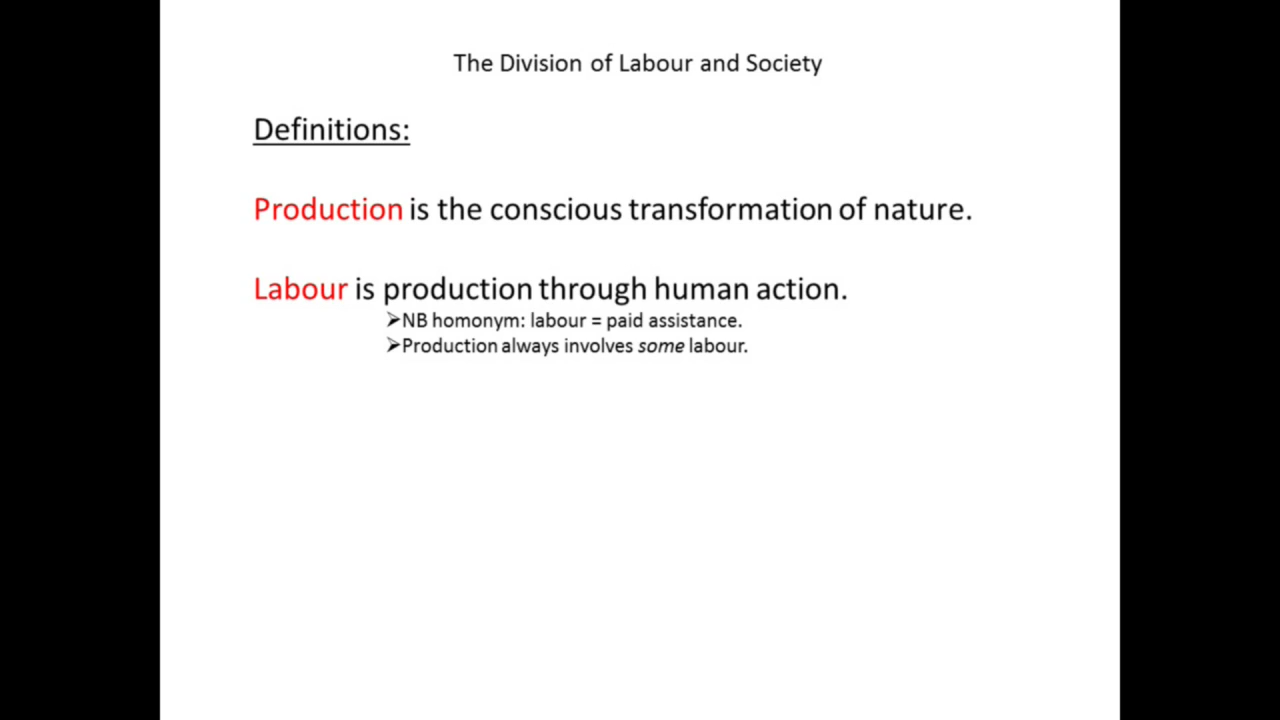 The Division of Labour and Society
Definitions:
Production is the conscious transformation of nature.
Labour is production through human action.
➢NB homonym: labour = paid assistance.
➢Production always involves some labour.